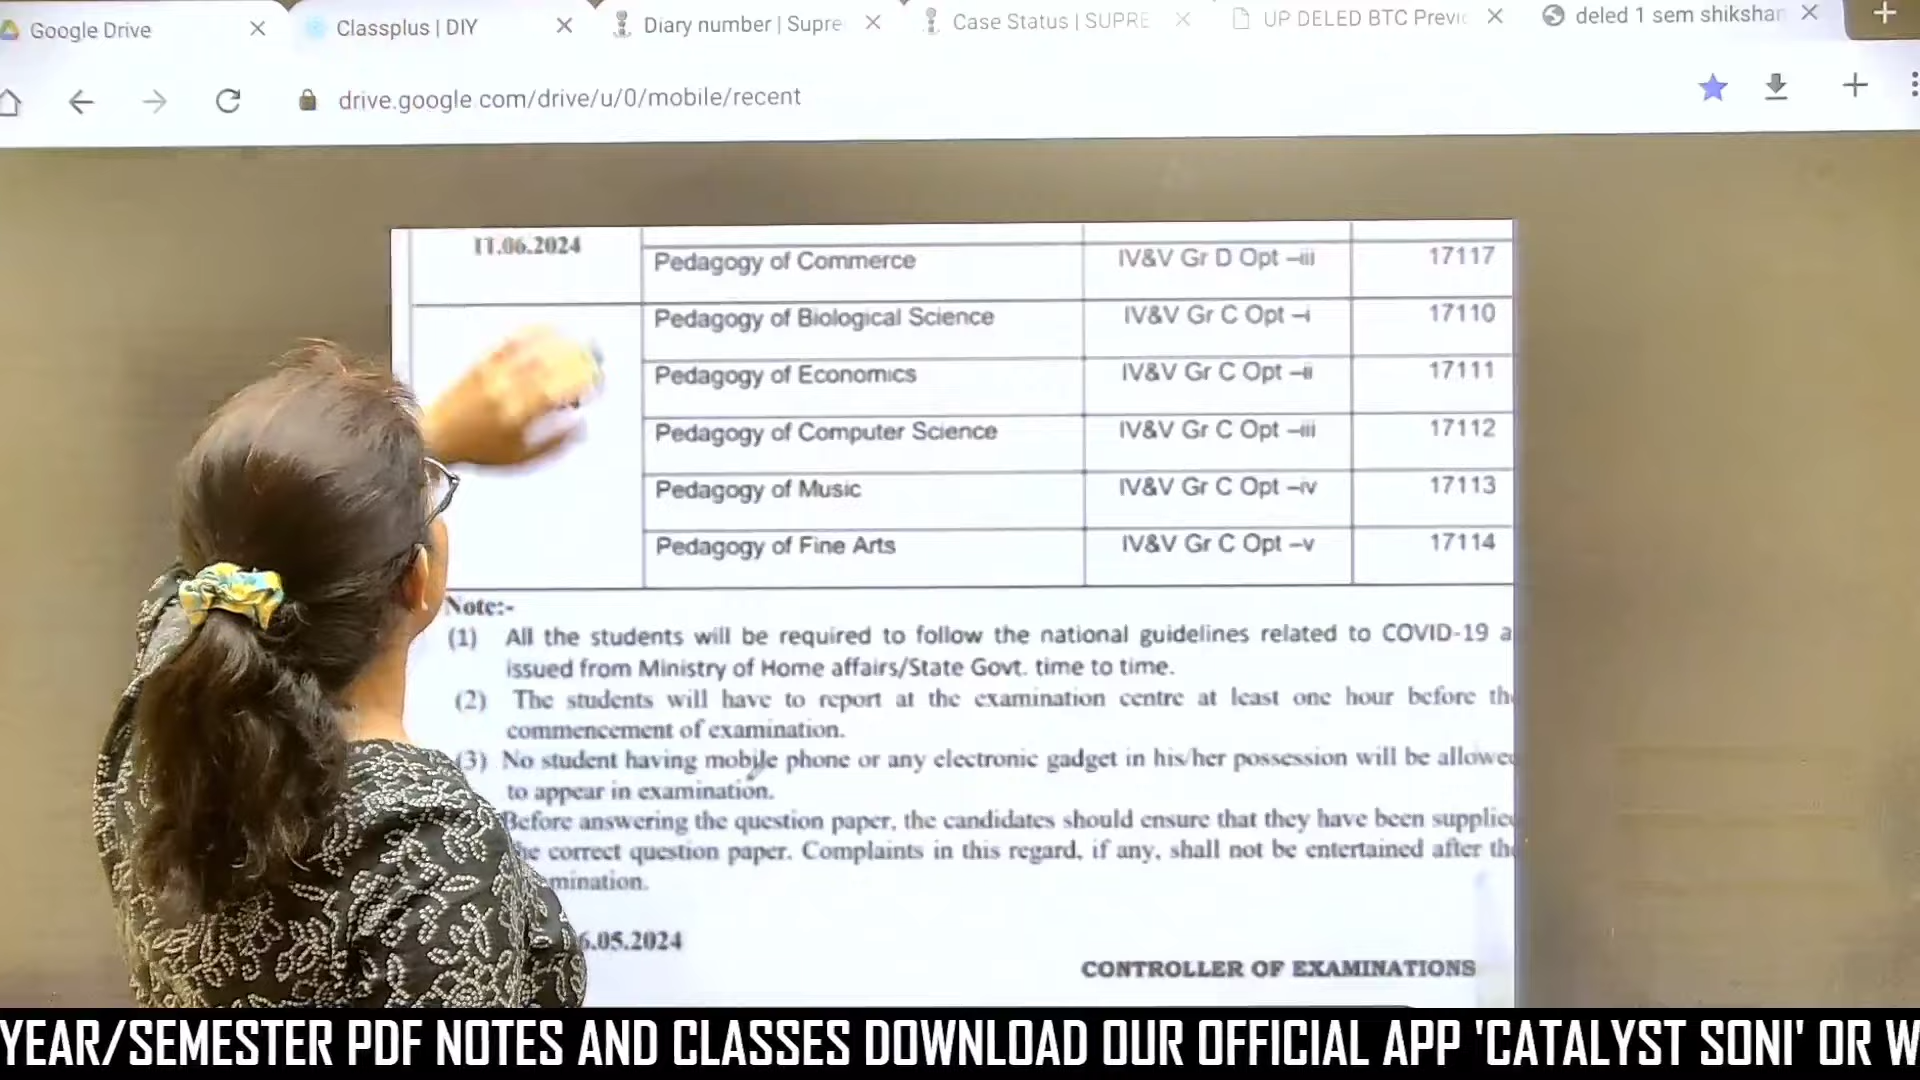 Google Drive
Classplus | DIY
Diary number | Supre
Case Status | SUPRE
UP DELED BTC Previ
deled 1 sem shikshan
drive.google.com/drive/u/0/mobile/recent
11.06.2024
Pedagogy of Commerce IV&V Gr D Opt –iii 17117
Pedagogy of Biological Science IV&V Gr C Opt –i 17110
Pedagogy of Economics IV&V Gr C Opt –ii 17111
Pedagogy of Computer Science IV&V Gr C Opt –iii 17112
Pedagogy of Music IV&V Gr C Opt –iv 17113
Pedagogy of Fine Arts IV&V Gr C Opt –v 17114
Note:-
(1) All the students will be required to follow the national guidelines related to COVID-19 a
issued from Ministry of Home affairs/State Govt. time to time.
(2) The students will have to report at the examination centre at least one hour before th
commencement of examination.
(3) No student having mobile phone or any electronic gadget in his/her possession will be allowe
to appear in examination.
Before answering the question paper, the candidates should ensure that they have been supplie
he correct question paper. Complaints in this regard, if any, shall not be entertained after th
mination.
6.05.2024
CONTROLLER OF EXAMINATIONS
YEAR/SEMESTER PDF NOTES AND CLASSES DOWNLOAD OUR OFFICIAL APP 'CATALYST SONI' OR W